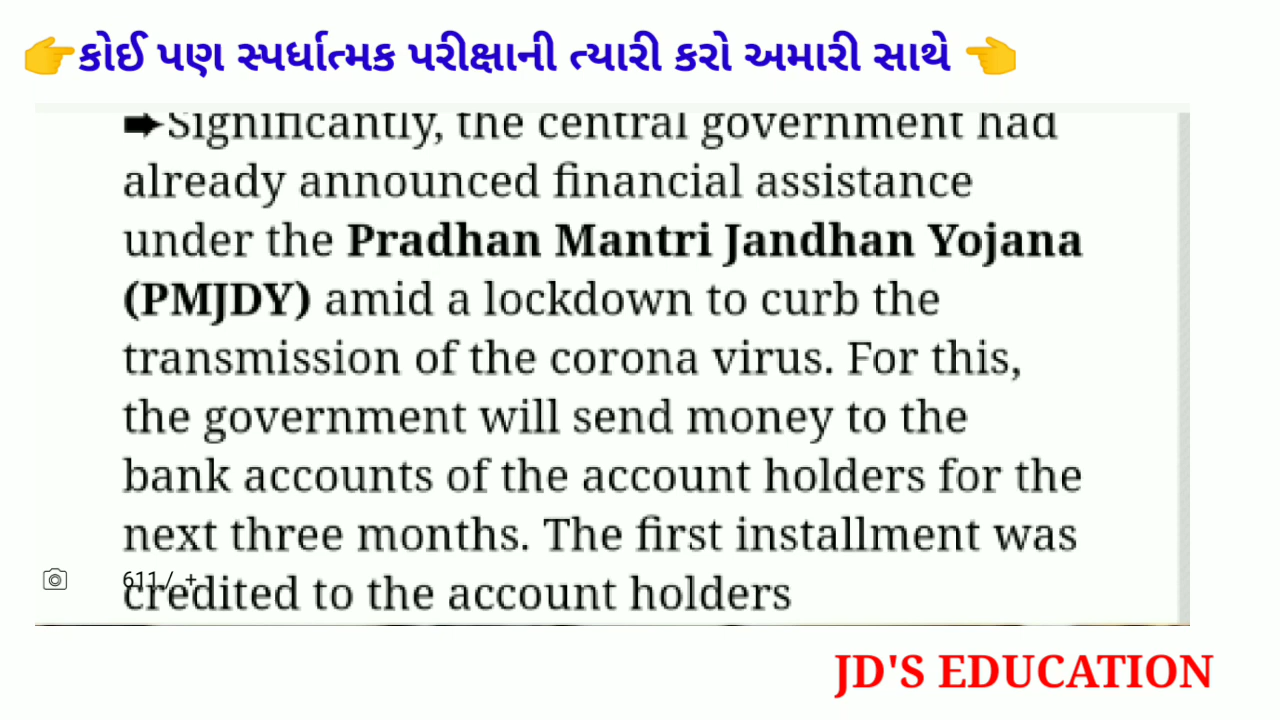 👉કોઈ પણ સ્પર્ધાત્મક પરીક્ષાની ત્યારી કરો અમારી સાથે 👈
➡Significantly, the central government had
already announced financial assistance
under the Pradhan Mantri Jandhan Yojana
(PMJDY) amid a lockdown to curb the
transmission of the corona virus. For this,
the government will send money to the
bank accounts of the account holders for the
next three months. The first installment was
611 / +
credited to the account holders
JD'S EDUCATION